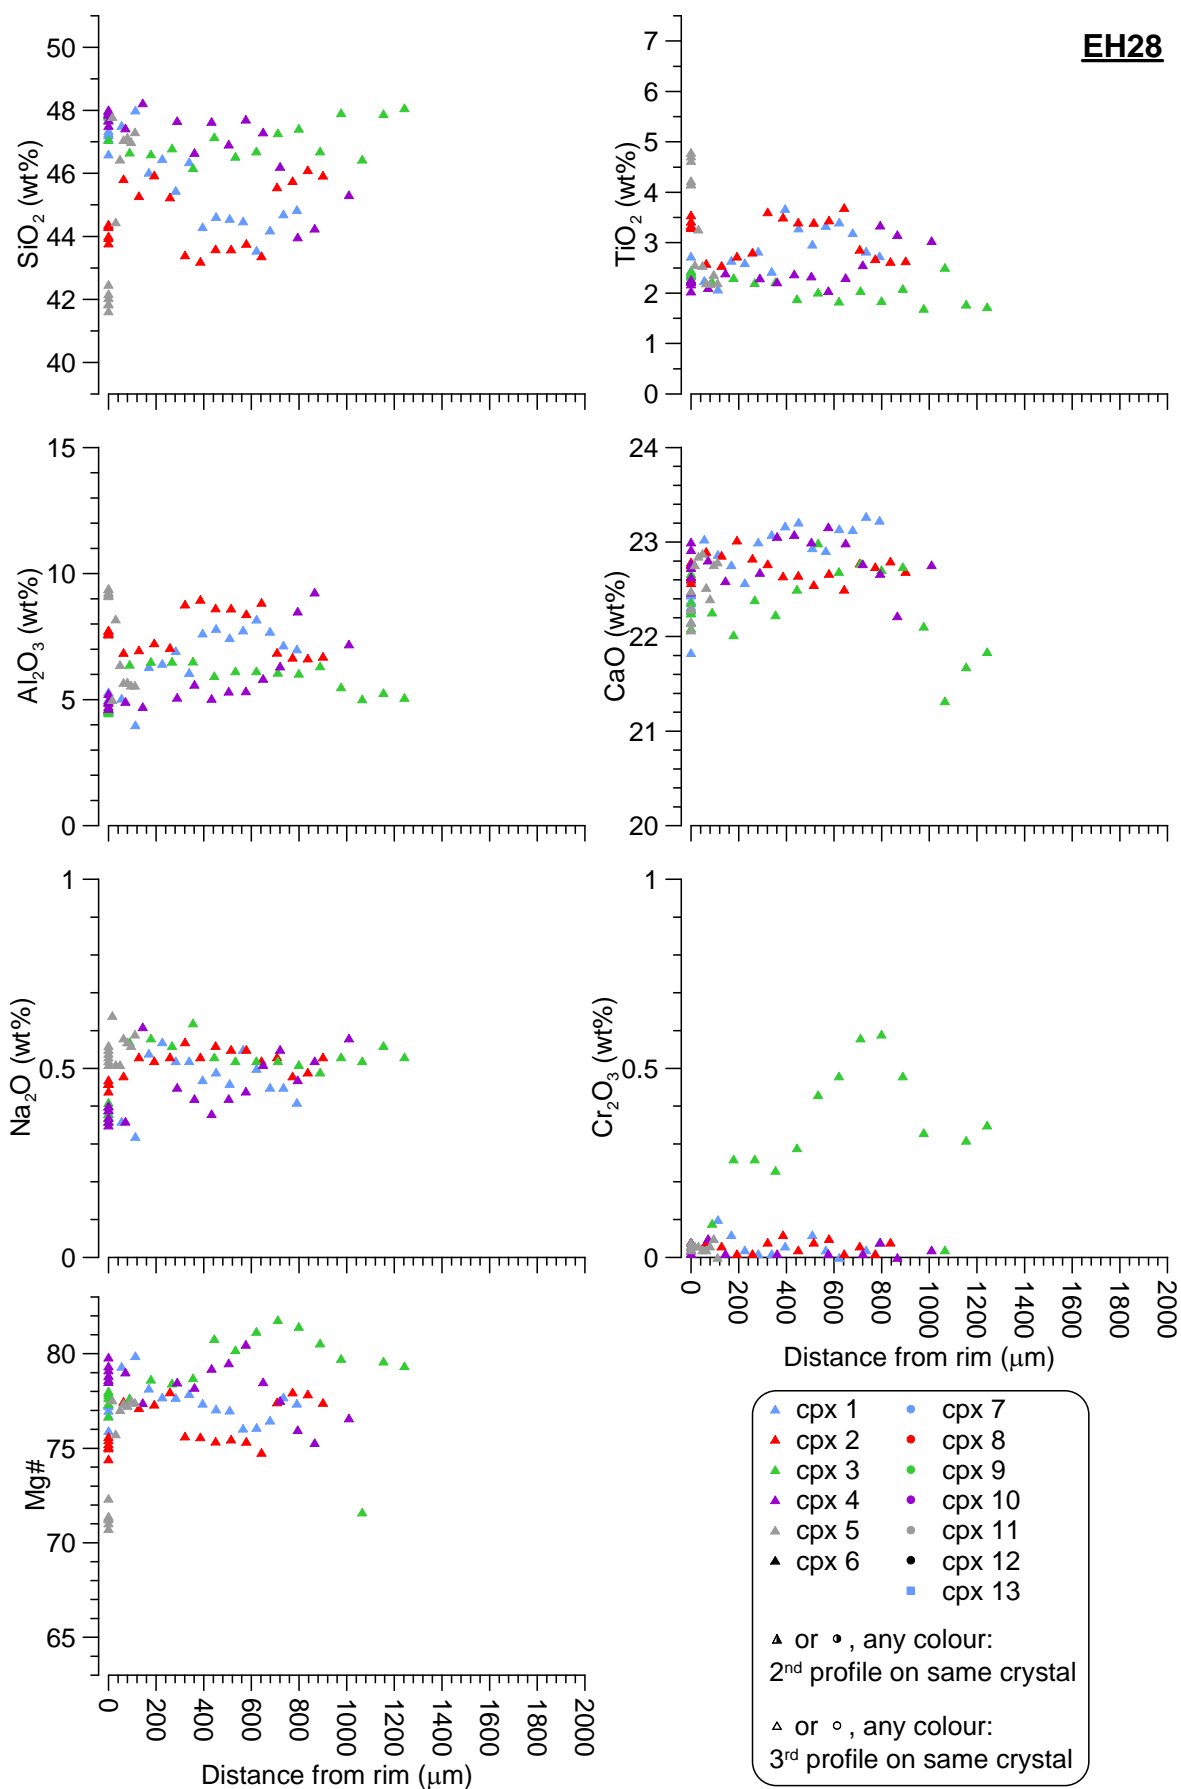 EH28
50
48
46
44
42
40
SiO₂ (wt%)
7
6
5
4
3
2
1
0
TiO₂ (wt%)
15
10
5
0
Al₂O₃ (wt%)
24
23
22
21
20
CaO (wt%)
1
0.5
0
Na₂O (wt%)
1
0.5
0
Cr₂O₃ (wt%)
0 200 400 600 800 1000 1200 1400 1600 1800 2000
Distance from rim (μm)
80
75
70
65
Mg#
0 200 400 600 800 1000 1200 1400 1600 1800 2000
Distance from rim (μm)
cpx 1 cpx 7
cpx 2 cpx 8
cpx 3 cpx 9
cpx 4 cpx 10
cpx 5 cpx 11
cpx 6 cpx 12
cpx 13
or , any colour:
2nd profile on same crystal
or , any colour:
3rd profile on same crystal